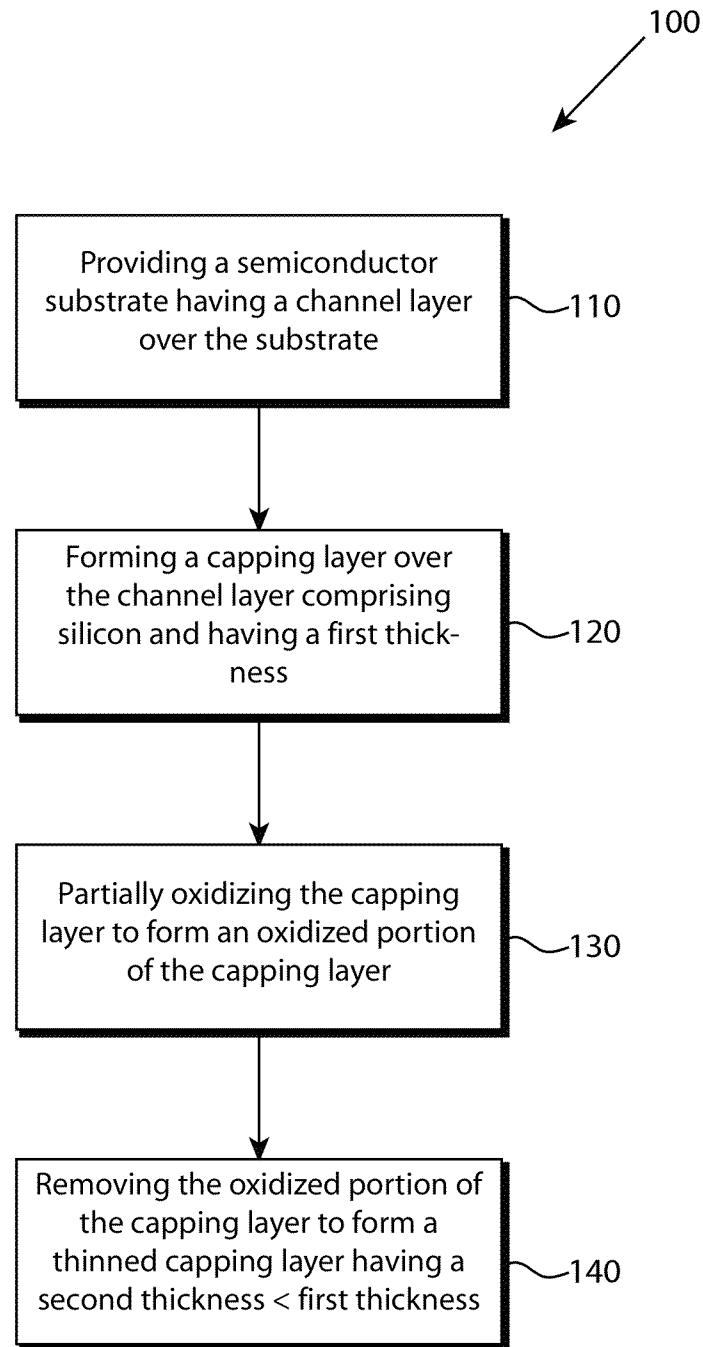 100
Providing a semiconductor
substrate having a channel layer
over the substrate
110
Forming a capping layer over
the channel layer comprising
silicon and having a first thick-
ness
120
Partially oxidizing the capping
layer to form an oxidized portion
of the capping layer
130
Removing the oxidized portion of
the capping layer to form a
thinned capping layer having a
second thickness < first thickness
140